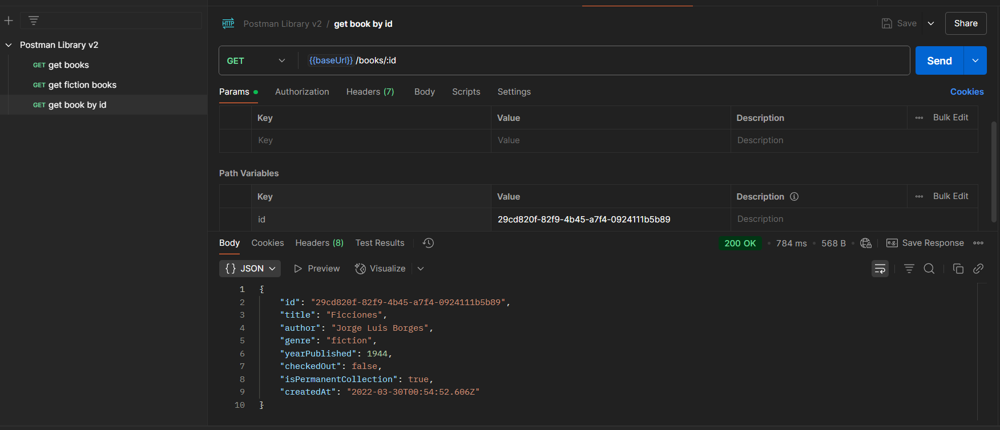 HTTP Postman Library v2 / get book by id Save Share
Postman Library v2
GET get books
GET get fiction books
GET get book by id
GET {{baseUrl}}/books/:id Send
Params Authorization Headers (7) Body Scripts Settings Cookies
Key Value Description Bulk Edit
Key Value Description
Path Variables
Key Value Description Bulk Edit
id 29cd820f-82f9-4b45-a7f4-0924111b5b89 Description
Body Cookies Headers (8) Test Results 200 OK • 784 ms • 568 B • e.g. Save Response
{} JSON Preview Visualize
1 {
2 "id": "29cd820f-82f9-4b45-a7f4-0924111b5b89",
3 "title": "Ficciones",
4 "author": "Jorge Luis Borges",
5 "genre": "fiction",
6 "yearPublished": 1944,
7 "checkedOut": false,
8 "isPermanentCollection": true,
9 "createdAt": "2022-03-30T00:54:52.606Z"
10 }